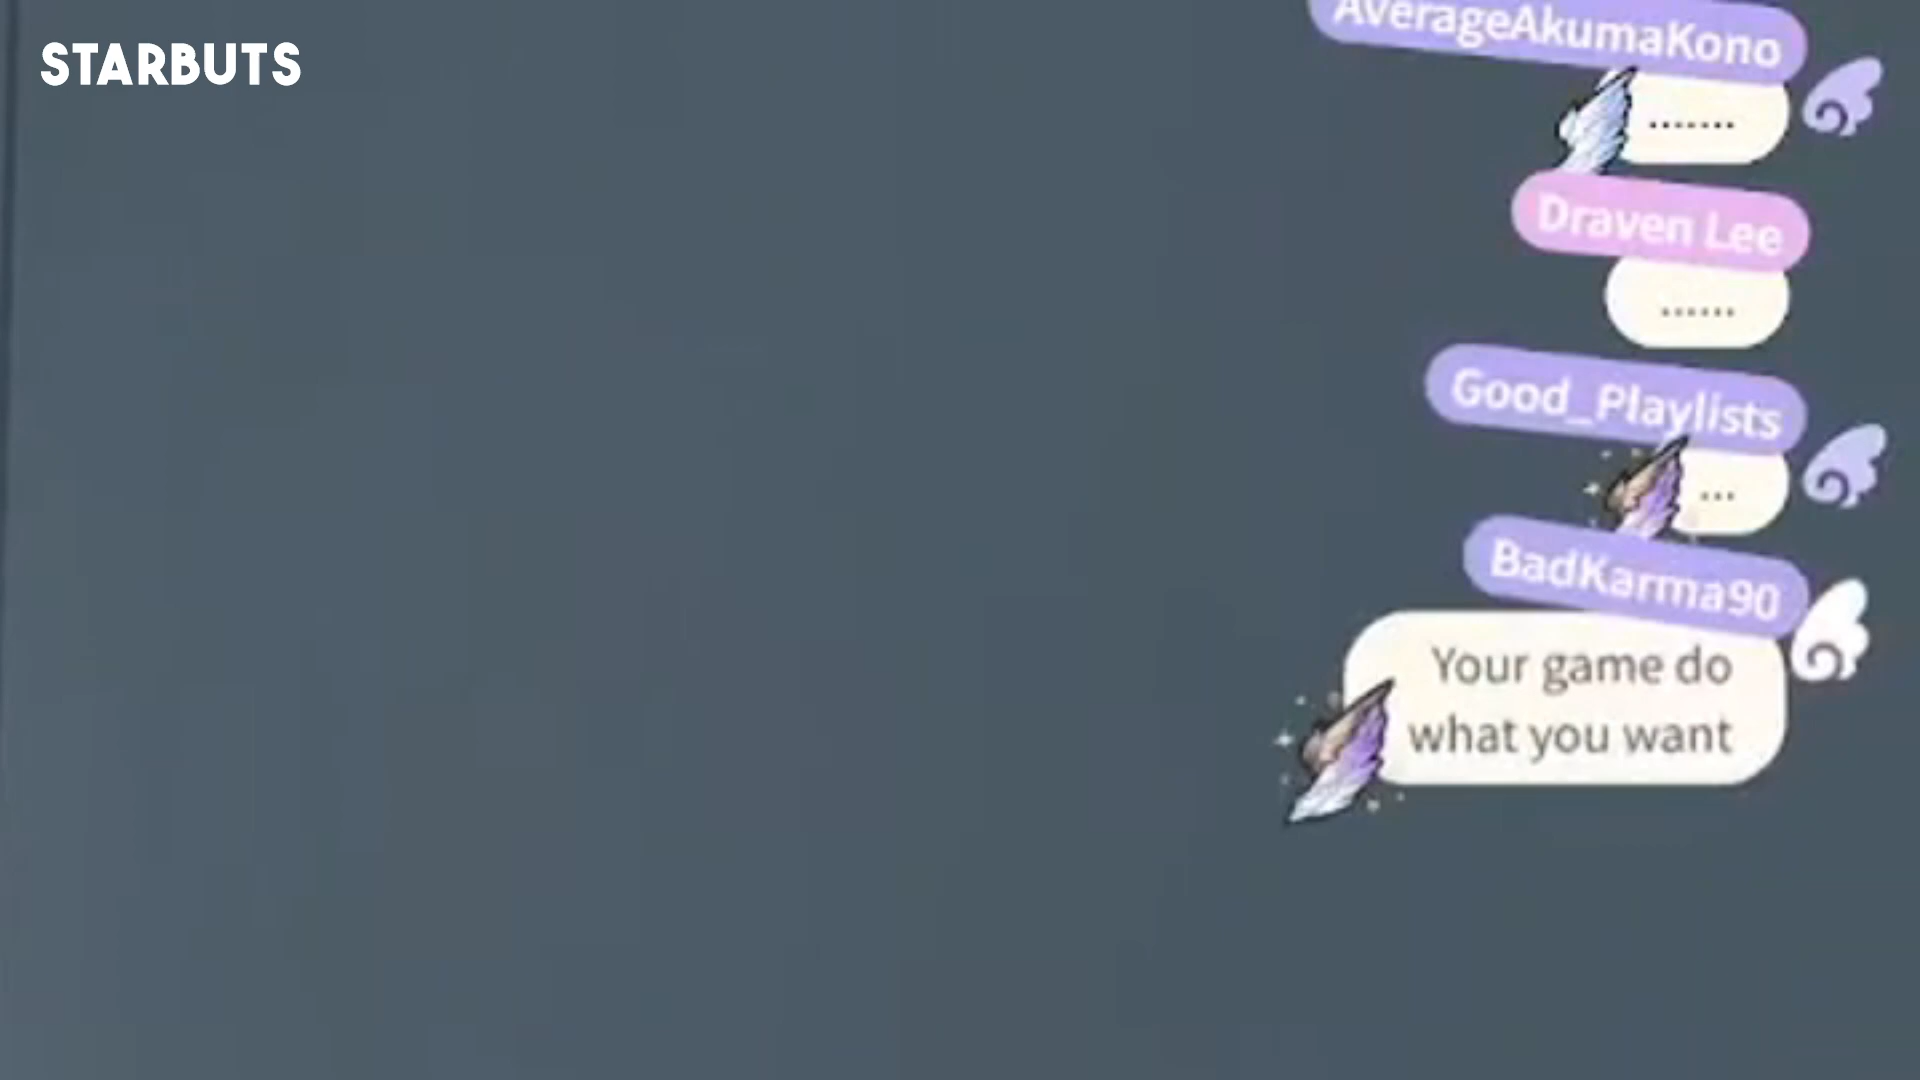 STARBUTS
AverageAkumaKono
.......
Draven Lee
......
Good_Playlists
...
BadKarma90
Your game do
what you want